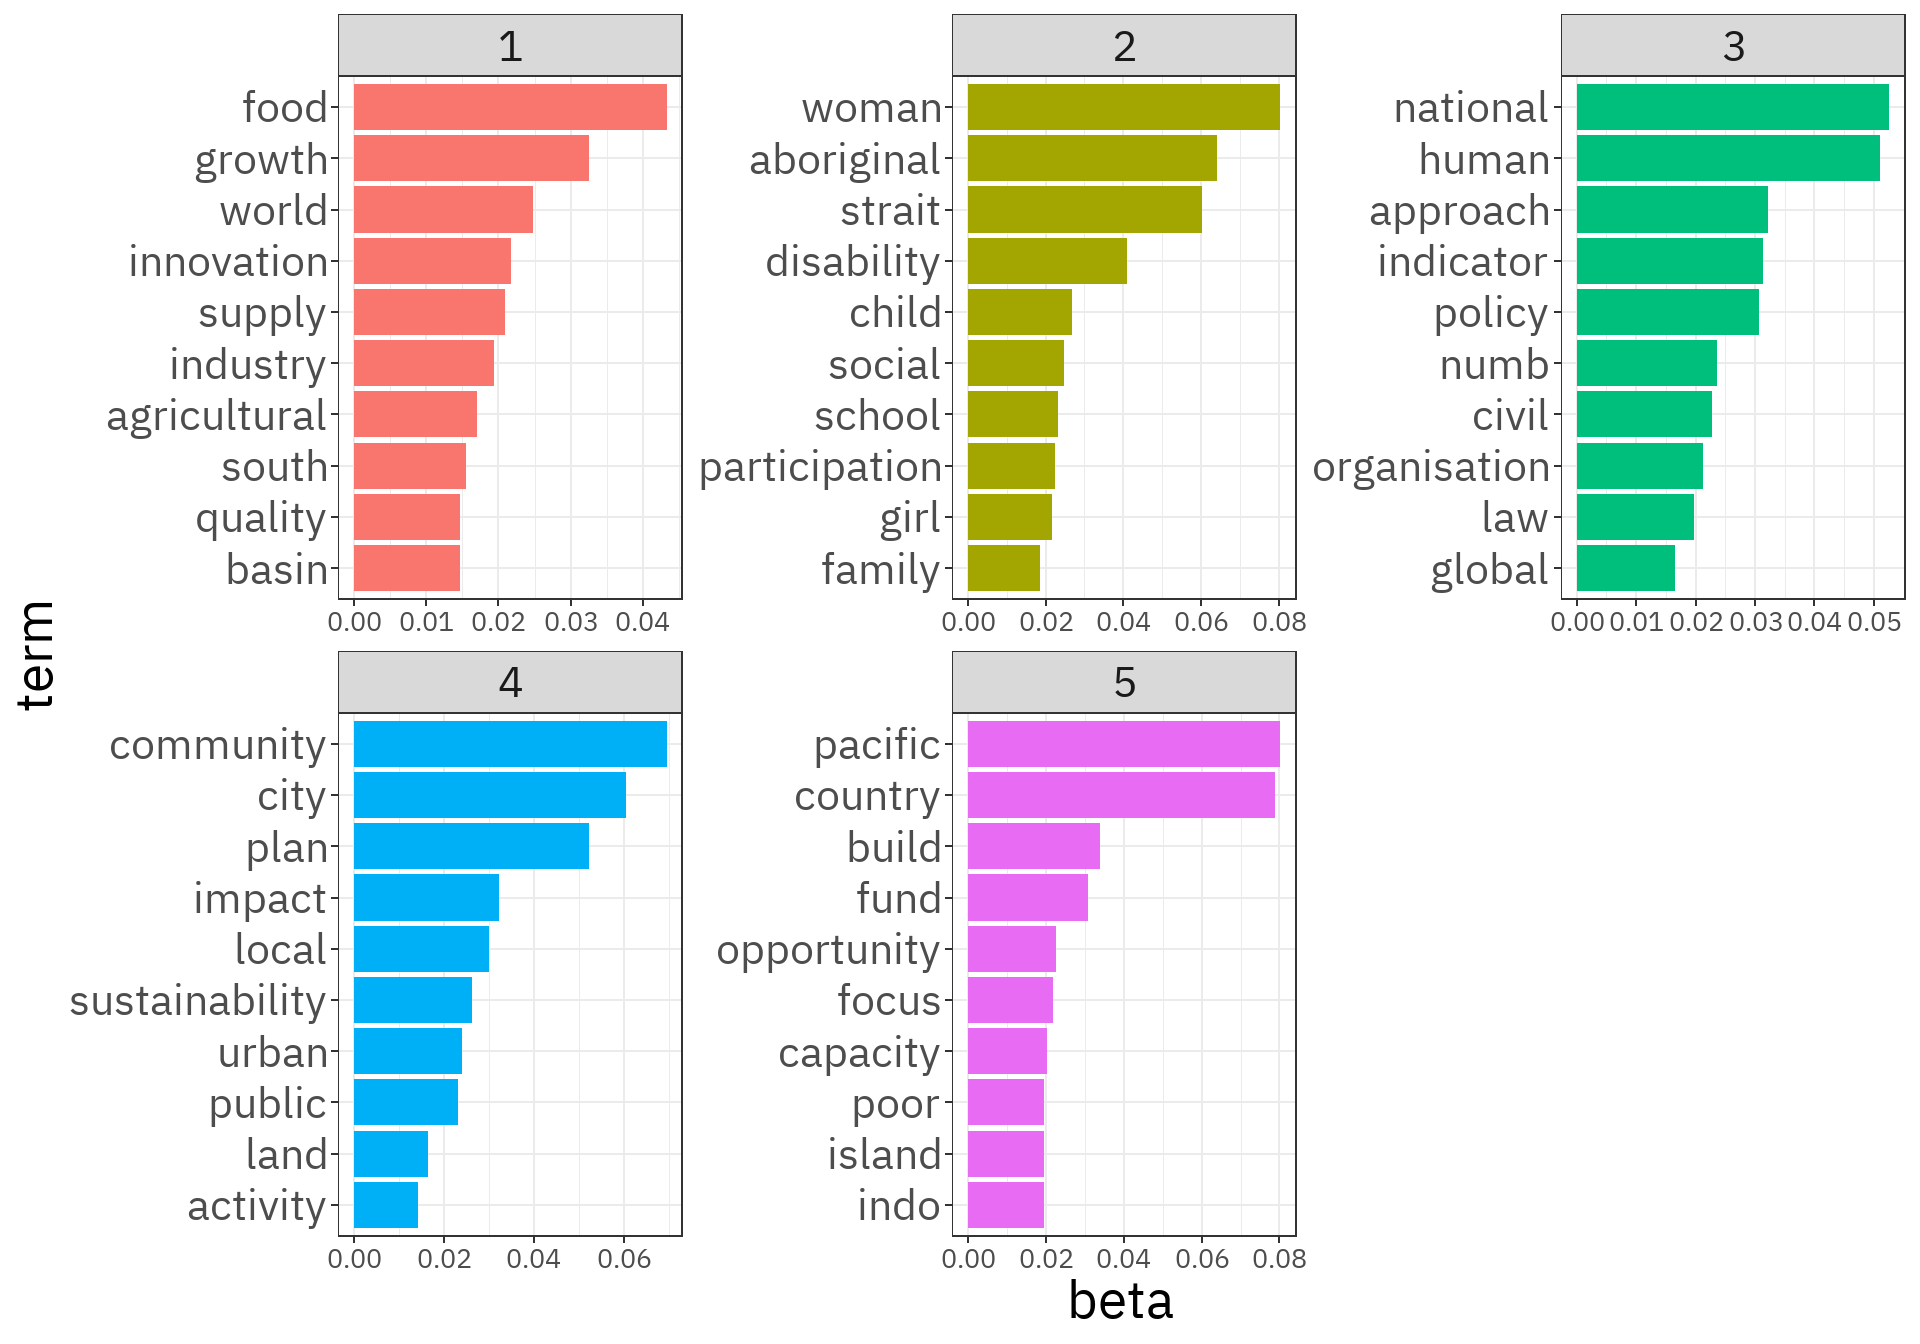 1
food
growth
world
innovation
supply
industry
agricultural
south
quality
basin
0.00 0.01 0.02 0.03 0.04
2
woman
aboriginal
strait
disability
child
social
school
participation
girl
family
0.00 0.02 0.04 0.06 0.08
3
national
human
approach
indicator
policy
numb
civil
organisation
law
global
0.00 0.01 0.02 0.03 0.04 0.05
term
4
community
city
plan
impact
local
sustainability
urban
public
land
activity
0.00 0.02 0.04 0.06
5
pacific
country
build
fund
opportunity
focus
capacity
poor
island
indo
0.00 0.02 0.04 0.06 0.08
beta